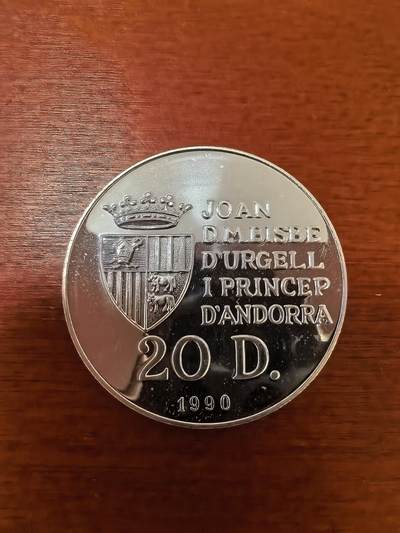 JOAN
D.M.BISBE
D'URGELL
I PRINCEP
D'ANDORRA
20 D.
1990